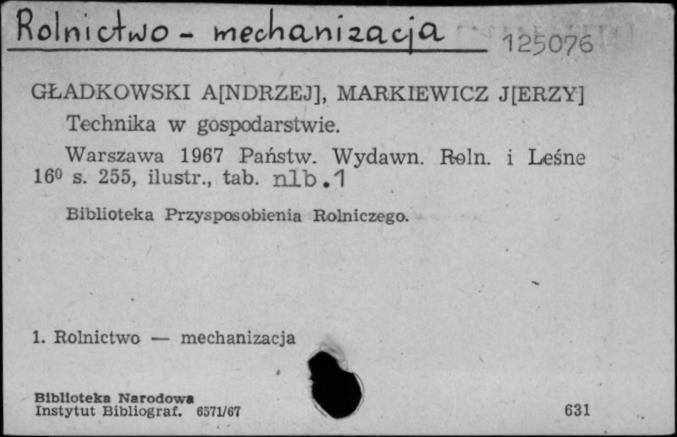 Rolnictwo - mechanizacja
125076
GŁADKOWSKI A[NDRZEJ], MARKIEWICZ J[ERZY]
Technika w gospodarstwie.
Warszawa 1967 Państw. Wydawn. Roln. i Leśne
16⁰ s. 255, ilustr., tab. nlb.1
Biblioteka Przysposobienia Rolniczego.
1. Rolnictwo — mechanizacja
Biblioteka Narodowa
Instytut Bibliograf. 6571/67
631